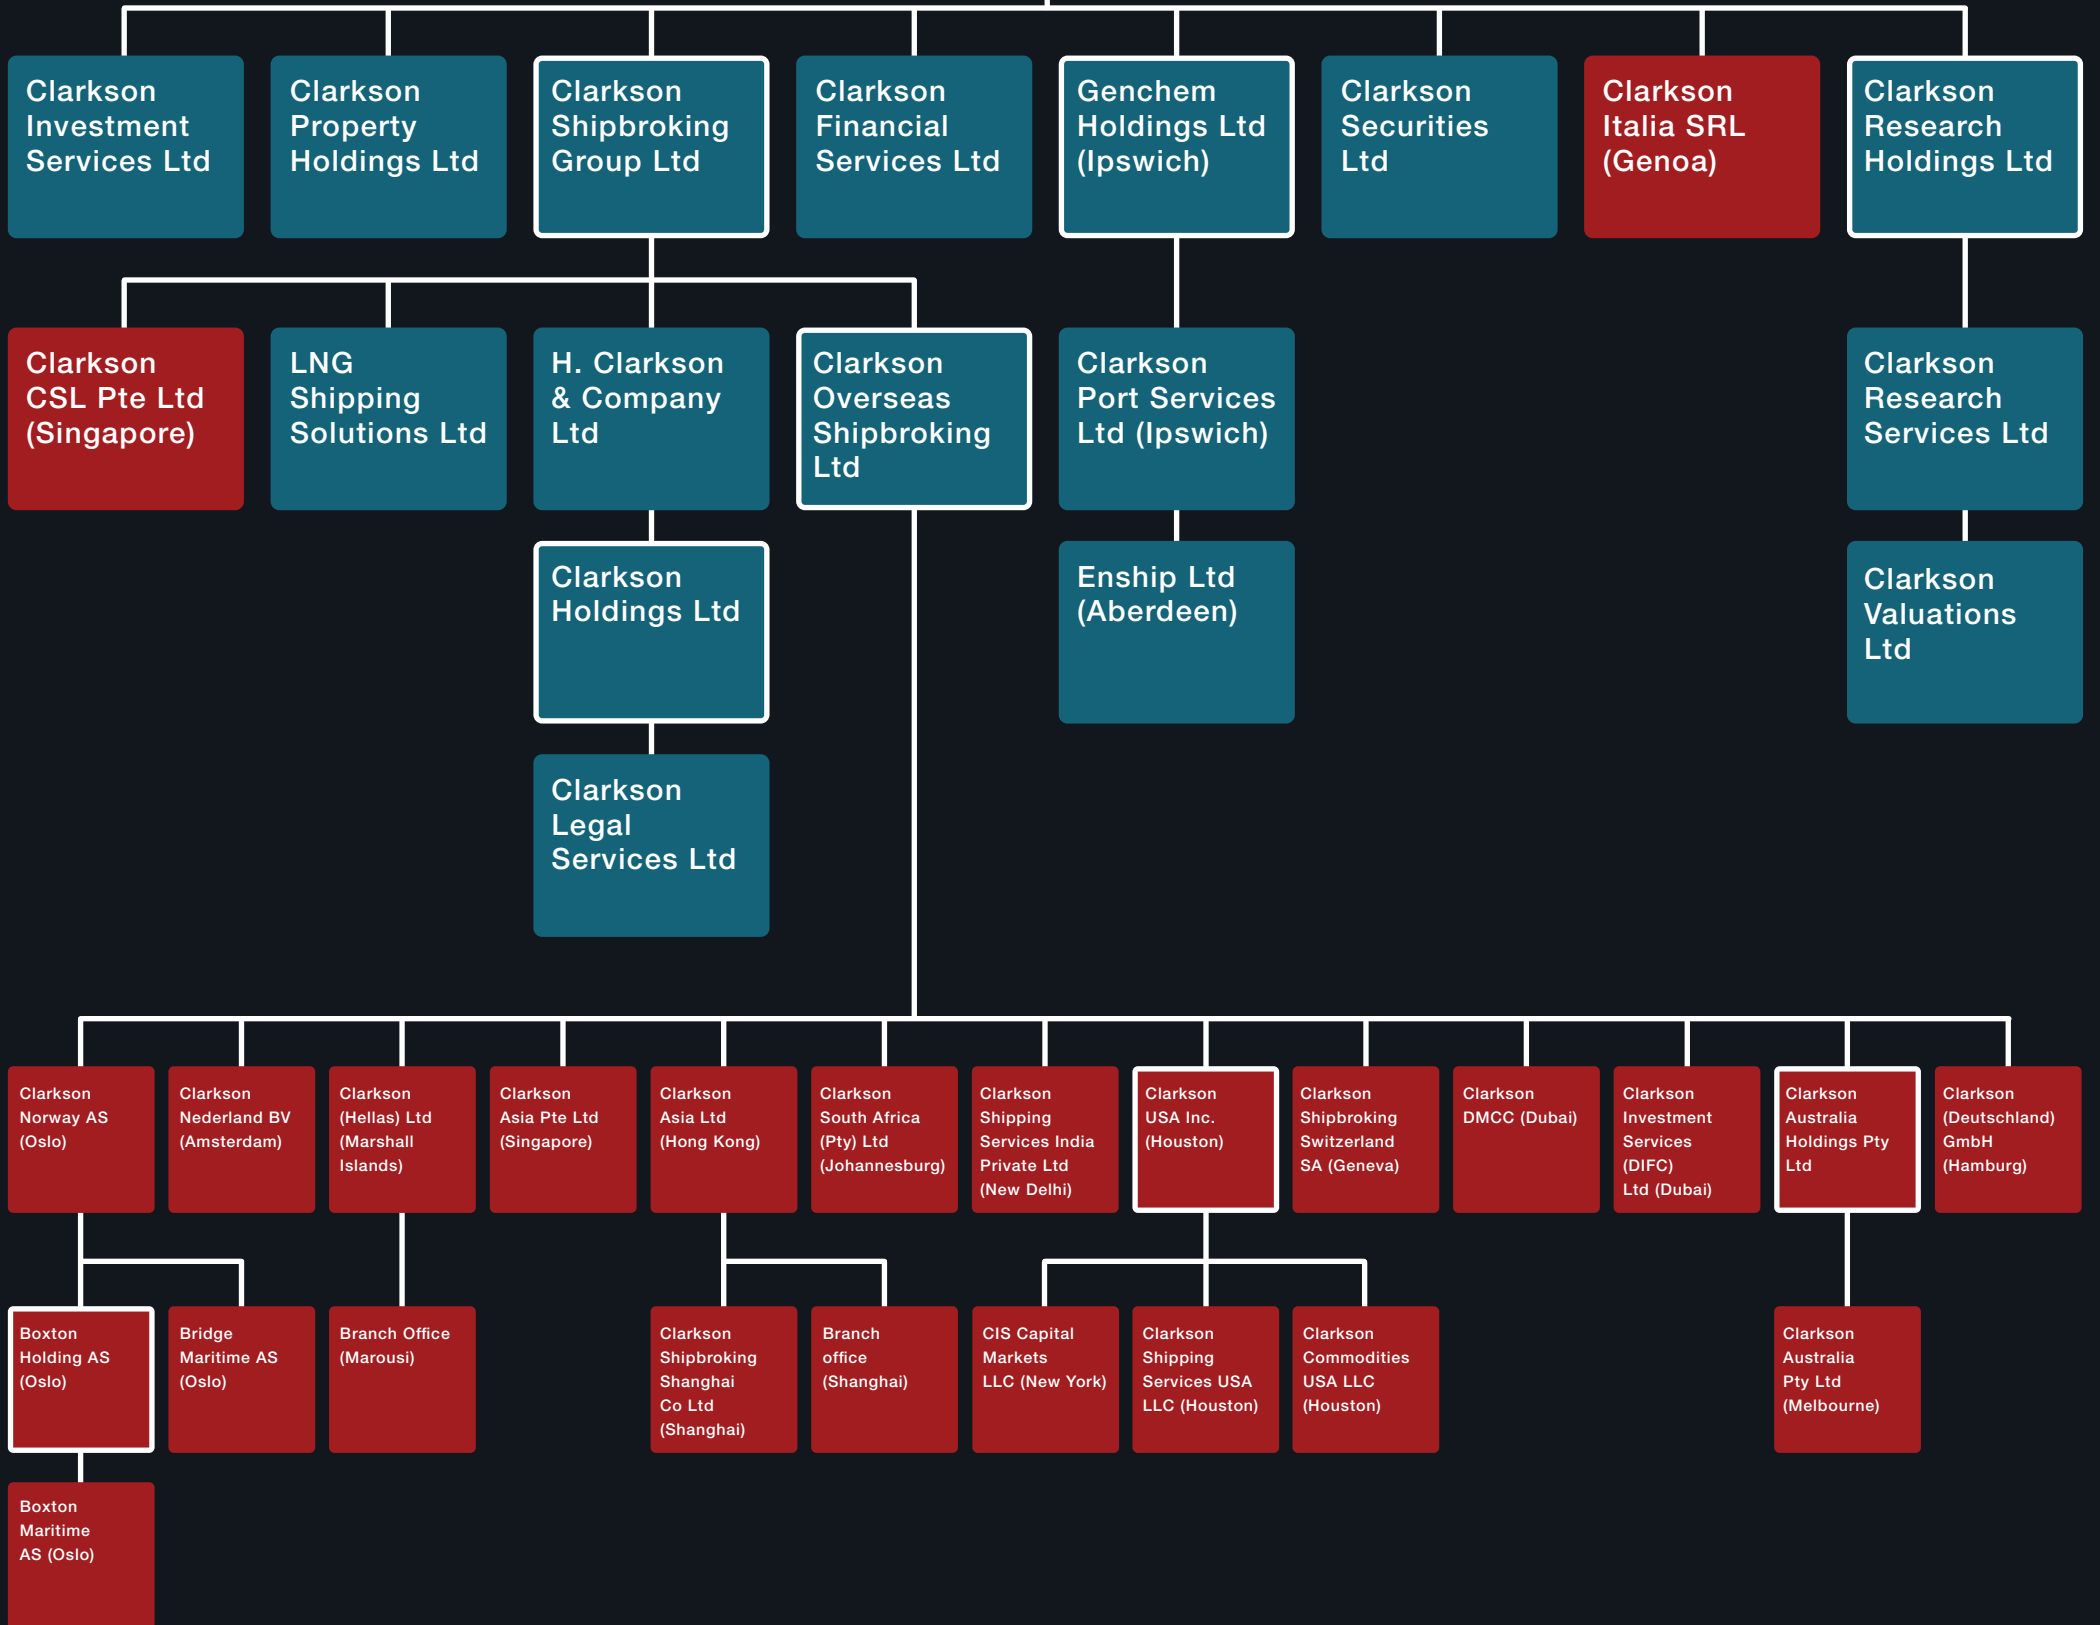 Clarkson
Investment
Services Ltd
Clarkson
Property
Holdings Ltd
Clarkson
Shipbroking
Group Ltd
Clarkson
Financial
Services Ltd
Genchem
Holdings Ltd
(Ipswich)
Clarkson
Securities
Ltd
Clarkson
Italia SRL
(Genoa)
Clarkson
Research
Holdings Ltd
Clarkson
CSL Pte Ltd
(Singapore)
LNG
Shipping
Solutions Ltd
H. Clarkson
& Company
Ltd
Clarkson
Overseas
Shipbroking
Ltd
Clarkson
Port Services
Ltd (Ipswich)
Clarkson
Research
Services Ltd
Clarkson
Holdings Ltd
Enship Ltd
(Aberdeen)
Clarkson
Valuations
Ltd
Clarkson
Legal
Services Ltd
Clarkson
Norway AS
(Oslo)
Clarkson
Nederland BV
(Amsterdam)
Clarkson
(Hellas) Ltd
(Marshall
Islands)
Clarkson
Asia Pte Ltd
(Singapore)
Clarkson
Asia Ltd
(Hong Kong)
Clarkson
South Africa
(Pty) Ltd
(Johannesburg)
Clarkson
Shipping
Services India
Private Ltd
(New Delhi)
Clarkson
USA Inc.
(Houston)
Clarkson
Shipbroking
Switzerland
SA (Geneva)
Clarkson
DMCC (Dubai)
Clarkson
Investment
Services
(DIFC)
Ltd (Dubai)
Clarkson
Australia
Holdings Pty
Ltd
Clarkson
(Deutschland)
GmbH
(Hamburg)
Boxton
Holding AS
(Oslo)
Bridge
Maritime AS
(Oslo)
Branch Office
(Marousi)
Clarkson
Shipbroking
Shanghai
Co Ltd
(Shanghai)
Branch
office
(Shanghai)
CIS Capital
Markets
LLC (New York)
Clarkson
Shipping
Services USA
LLC (Houston)
Clarkson
Commodities
USA LLC
(Houston)
Clarkson
Australia
Pty Ltd
(Melbourne)
Boxton
Maritime
AS (Oslo)